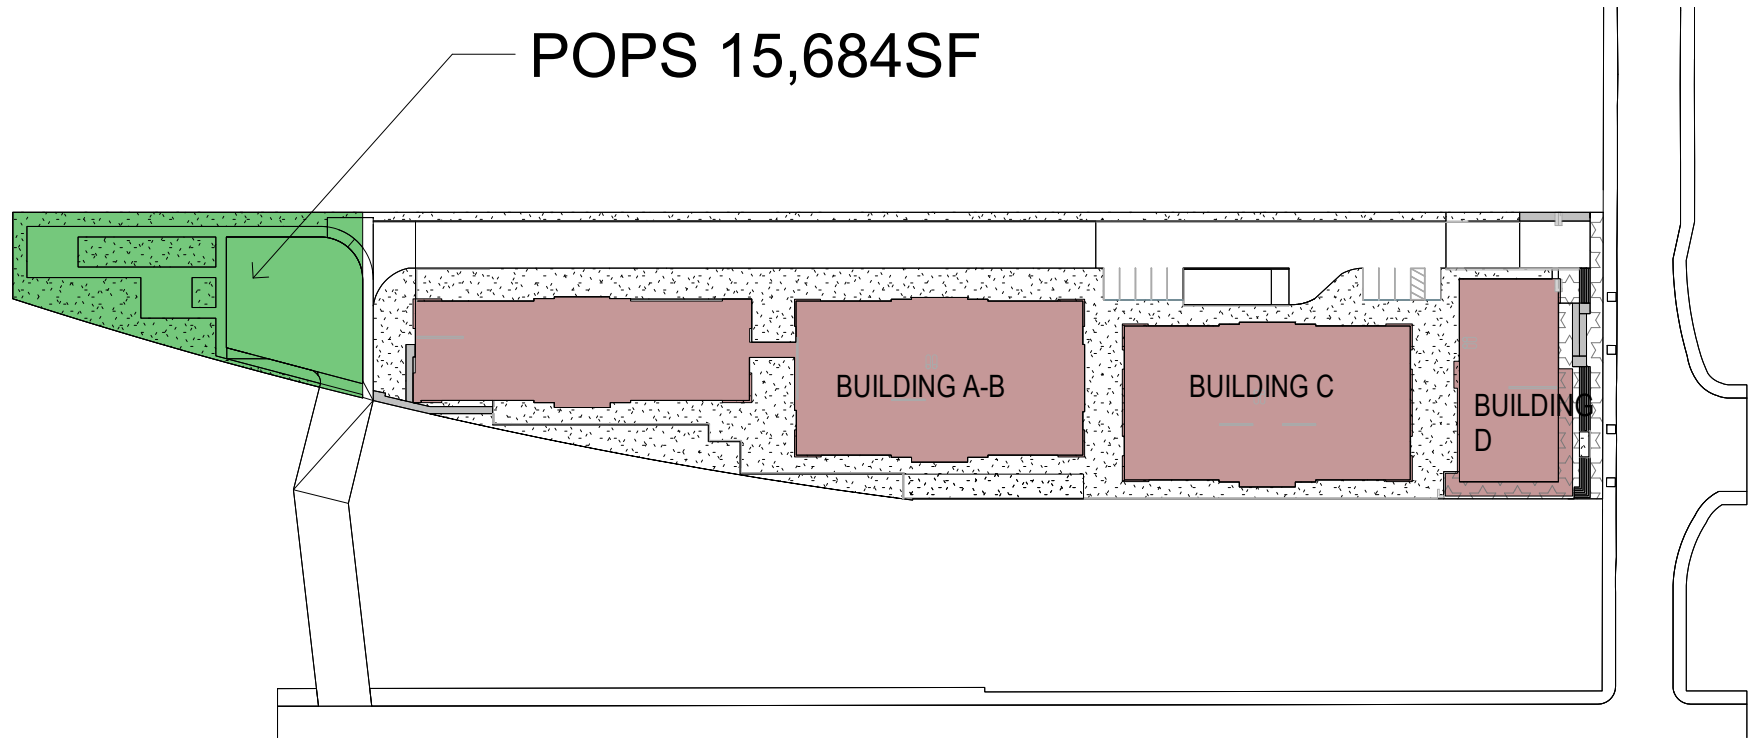 POPS 15,684SF
BUILDING A-B
BUILDING C
BUILDING
D